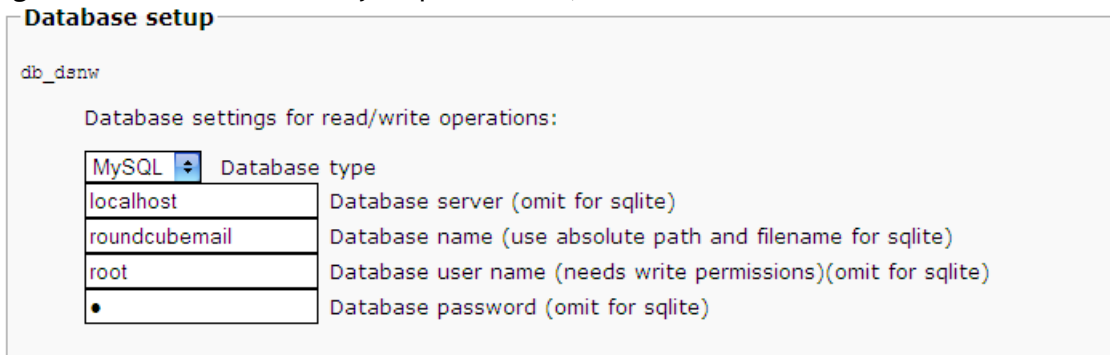 Database setup
db_dsnw
Database settings for read/write operations:
MySQL Database type
localhost Database server (omit for sqlite)
roundcubemail Database name (use absolute path and filename for sqlite)
root Database user name (needs write permissions)(omit for sqlite)
● Database password (omit for sqlite)